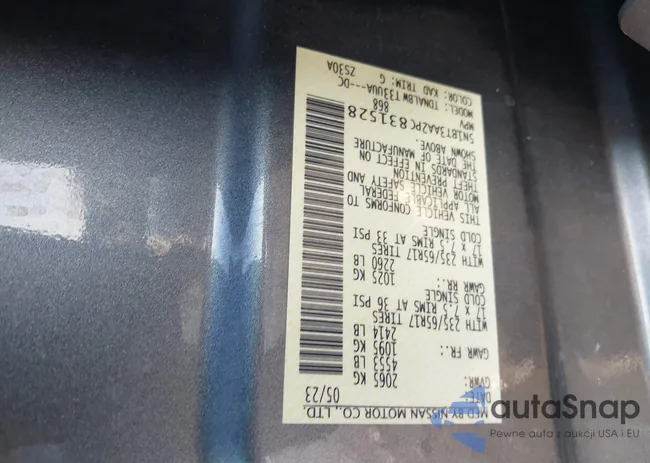 MFD BY NISSAN MOTOR CO., LTD.
DATE: 05/23
GVWR: 2065 KG
4553 LB
GAWR FR.: 1095 KG
2414 LB
WITH 235/65R17 TIRES
17 X 7.5 RIMS AT 36 PSI
COLD SINGLE
GAWR RR.: 1025 KG
2260 LB
WITH 235/65R17 TIRES
17 X 7.5 RIMS AT 33 PSI
COLD SINGLE
THIS VEHICLE CONFORMS TO
ALL APPLICABLE FEDERAL
MOTOR VEHICLE SAFETY AND
THEFT PREVENTION
STANDARDS IN EFFECT ON
THE DATE OF MANUFACTURE
SHOWN ABOVE.
5N1BT3AA2PC831528
MPV 868
MODEL: TDNALBW T33UUA---DC
COLOR: KAD TRIM: G ZS30A
autaSnap
Pewne auta z aukcji USA i EU